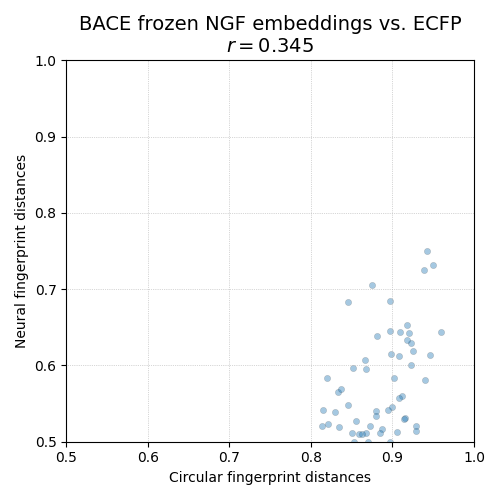 BACE frozen NGF embeddings vs. ECFP
r = 0.345
1.0
0.9
0.8
0.7
0.6
0.5
Neural fingerprint distances
0.5 0.6 0.7 0.8 0.9 1.0
Circular fingerprint distances